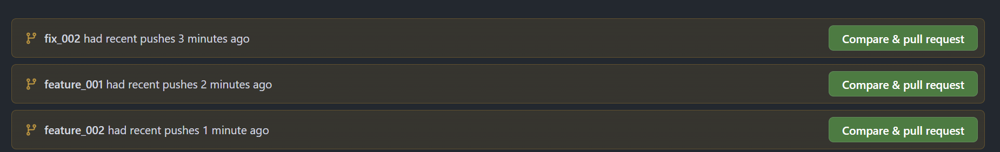 fix_002 had recent pushes 3 minutes ago
Compare & pull request
feature_001 had recent pushes 2 minutes ago
Compare & pull request
feature_002 had recent pushes 1 minute ago
Compare & pull request